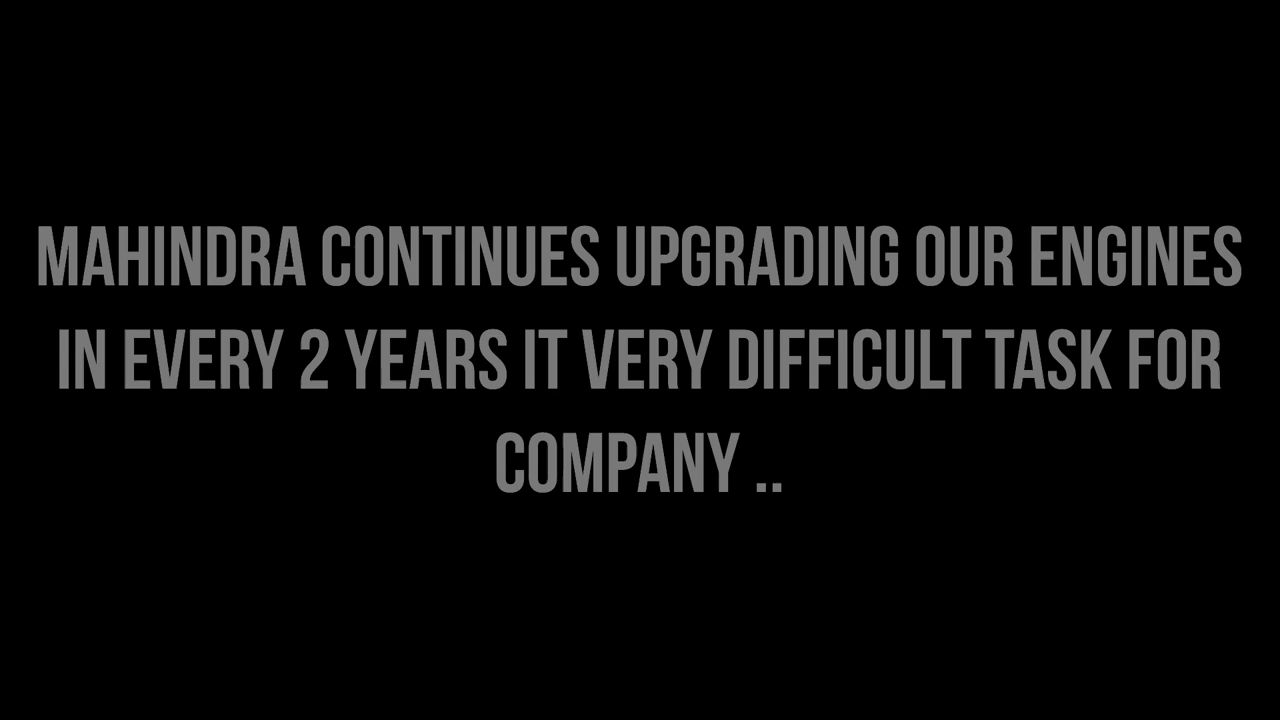 MAHINDRA CONTINUES UPGRADING OUR ENGINES
IN EVERY 2 YEARS IT VERY DIFFICULT TASK FOR
COMPANY ..